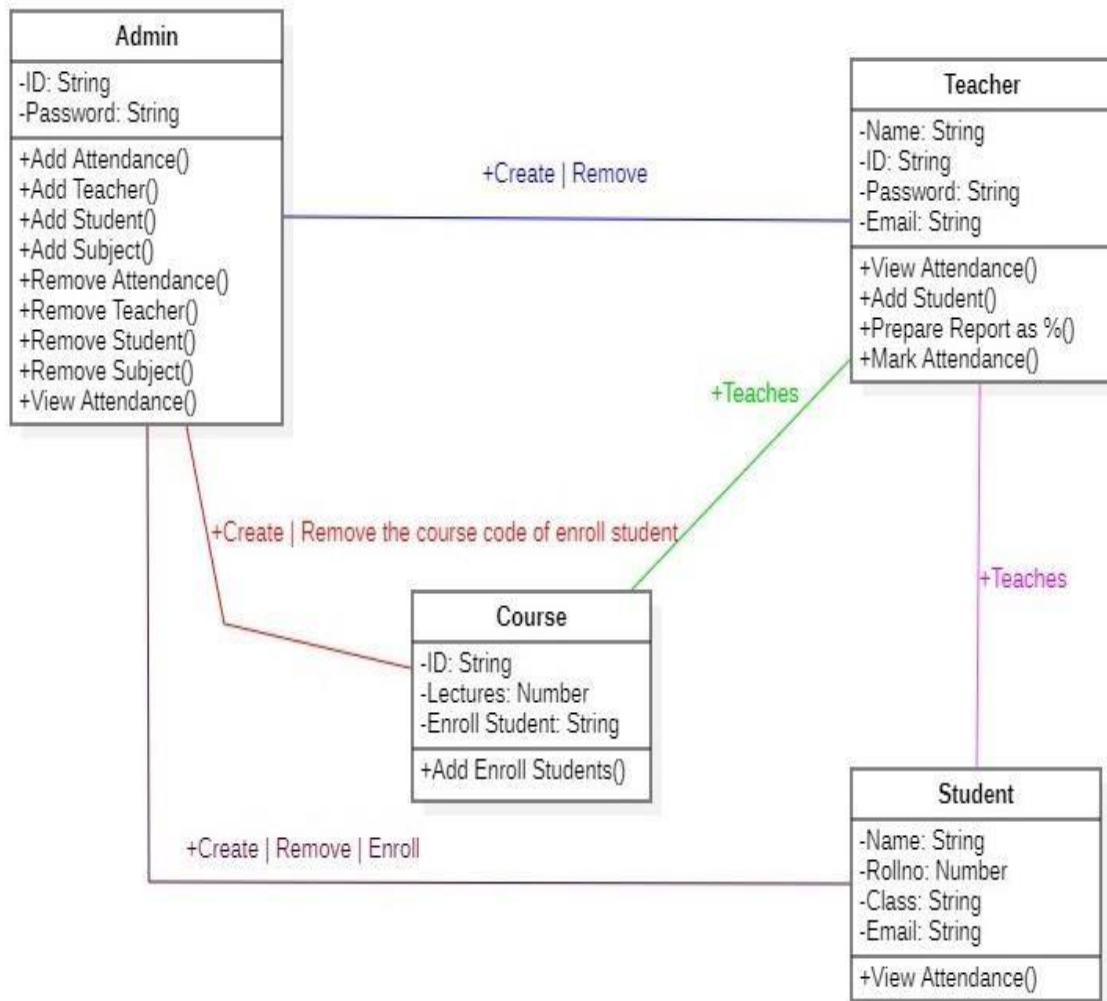 Admin
-ID: String
-Password: String
+Add Attendance()
+Add Teacher()
+Add Student()
+Add Subject()
+Remove Attendance()
+Remove Teacher()
+Remove Student()
+Remove Subject()
+View Attendance()
+Create | Remove
Teacher
-Name: String
-ID: String
-Password: String
-Email: String
+View Attendance()
+Add Student()
+Prepare Report as %()
+Mark Attendance()
+Teaches
+Create | Remove the course code of enroll student
+Teaches
Course
-ID: String
-Lectures: Number
-Enroll Student: String
+Add Enroll Students()
+Create | Remove | Enroll
Student
-Name: String
-Rollno: Number
-Class: String
-Email: String
+View Attendance()